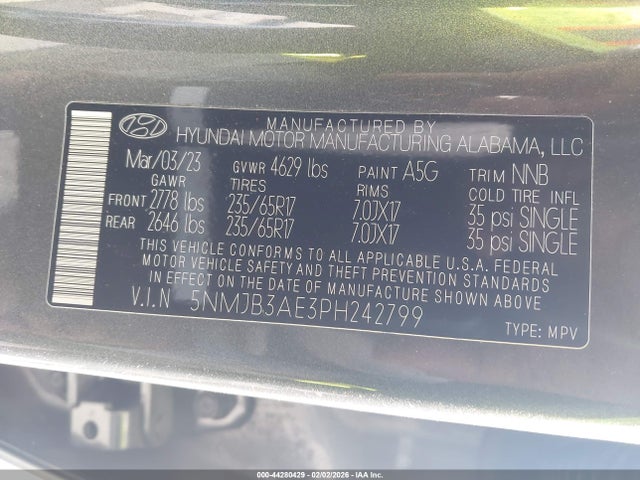 MANUFACTURED BY
HYUNDAI MOTOR MANUFACTURING ALABAMA, LLC
Mar/03/23 GVWR 4629 lbs PAINT A5G TRIM NNB
GAWR TIRES RIMS COLD TIRE INFL
FRONT 2778 lbs 235/65R17 7.0JX17 35 psi SINGLE
REAR 2646 lbs 235/65R17 7.0JX17 35 psi SINGLE
THIS VEHICLE CONFORMS TO ALL APPLICABLE U.S.A. FEDERAL
MOTOR VEHICLE SAFETY AND THEFT PREVENTION STANDARDS
IN EFFECT ON THE DATE OF MANUFACTURE SHOWN ABOVE.
V.I.N 5NMJB3AE3PH242799
TYPE: MPV
000-44280429 - 02/02/2026 - IAAI